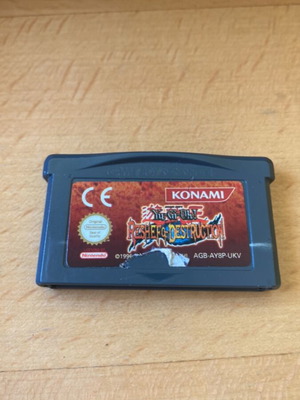 CE
KONAMI
Yu-Gi-Oh!
RESHEF OF DESTRUCTION
Nintendo
AGB-AY8P-UKV